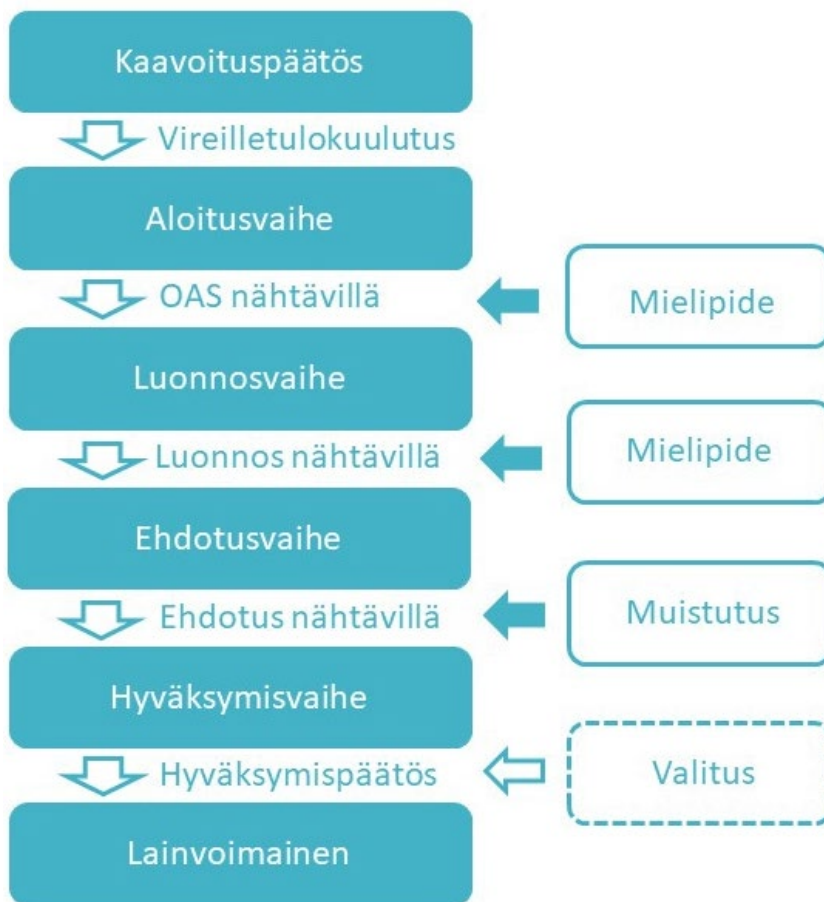 Kaavoituspäätös
Vireilletulokuulutus
Aloitusvaihe
OAS nähtävillä
Mielipide
Luonnosvaihe
Luonnos nähtävillä
Mielipide
Ehdotusvaihe
Ehdotus nähtävillä
Muistutus
Hyväksymisvaihe
Hyväksymispäätös
Valitus
Lainvoimainen